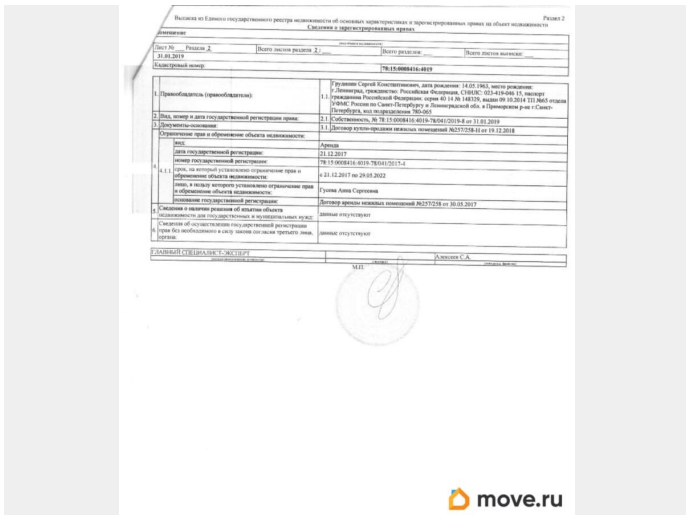 Раздел 2
Выписка из Единого государственного реестра недвижимости об основных характеристиках и зарегистрированных правах на объект недвижимости
Сведения о зарегистрированных правах
Лист № Раздела 2 Всего листов раздела 2: Всего разделов: Всего листов выписки:
31.01.2019
Кадастровый номер: 78:15:0008416:4019
1. Правообладатель (правообладатели): 1.1.
Грудинин Сергей Константинович, дата рождения: 14.05.1963, место рождения:
г.Ленинград, гражданство: Российская Федерация, СНИЛС: 023-419-046 15, паспорт
гражданина Российской Федерации: серия 40 14 № 148329, выдан 09.10.2014 ТП №65 отдела
УФМС России по Санкт-Петербургу и Ленинградской обл. в Приморском р-не г.Санкт-
Петербурга, код подразделения 780-065
2. Вид, номер и дата государственной регистрации права: 2.1. Собственность, № 78:15:0008416:4019-78/041/2019-8 от 31.01.2019
3. Документы-основания: 3.1. Договор купли-продажи нежилых помещений №257/258-Н от 19.12.2018
Ограничение прав и обременение объекта недвижимости:
вид: Аренда
дата государственной регистрации: 21.12.2017
номер государственной регистрации: 78:15:0008416:4019-78/041/2017-4
4. 4.1.1. срок, на который установлено ограничение прав и
обременение объекта недвижимости: с 21.12.2017 по 29.05.2022
лицо, в пользу которого установлено ограничение прав
и обременение объекта недвижимости: Гусева Анна Сергеевна
основание государственной регистрации: Договор аренды нежилых помещений №257/258 от 30.05.2017
5. Сведения о наличии решения об изъятии объекта
недвижимости для государственных и муниципальных нужд: данные отсутствуют
6. Сведения об осуществлении государственной регистрации
прав без необходимого в силу закона согласия третьего лица,
органа: данные отсутствуют
ГЛАВНЫЙ СПЕЦИАЛИСТ-ЭКСПЕРТ
М.П.
move.ru